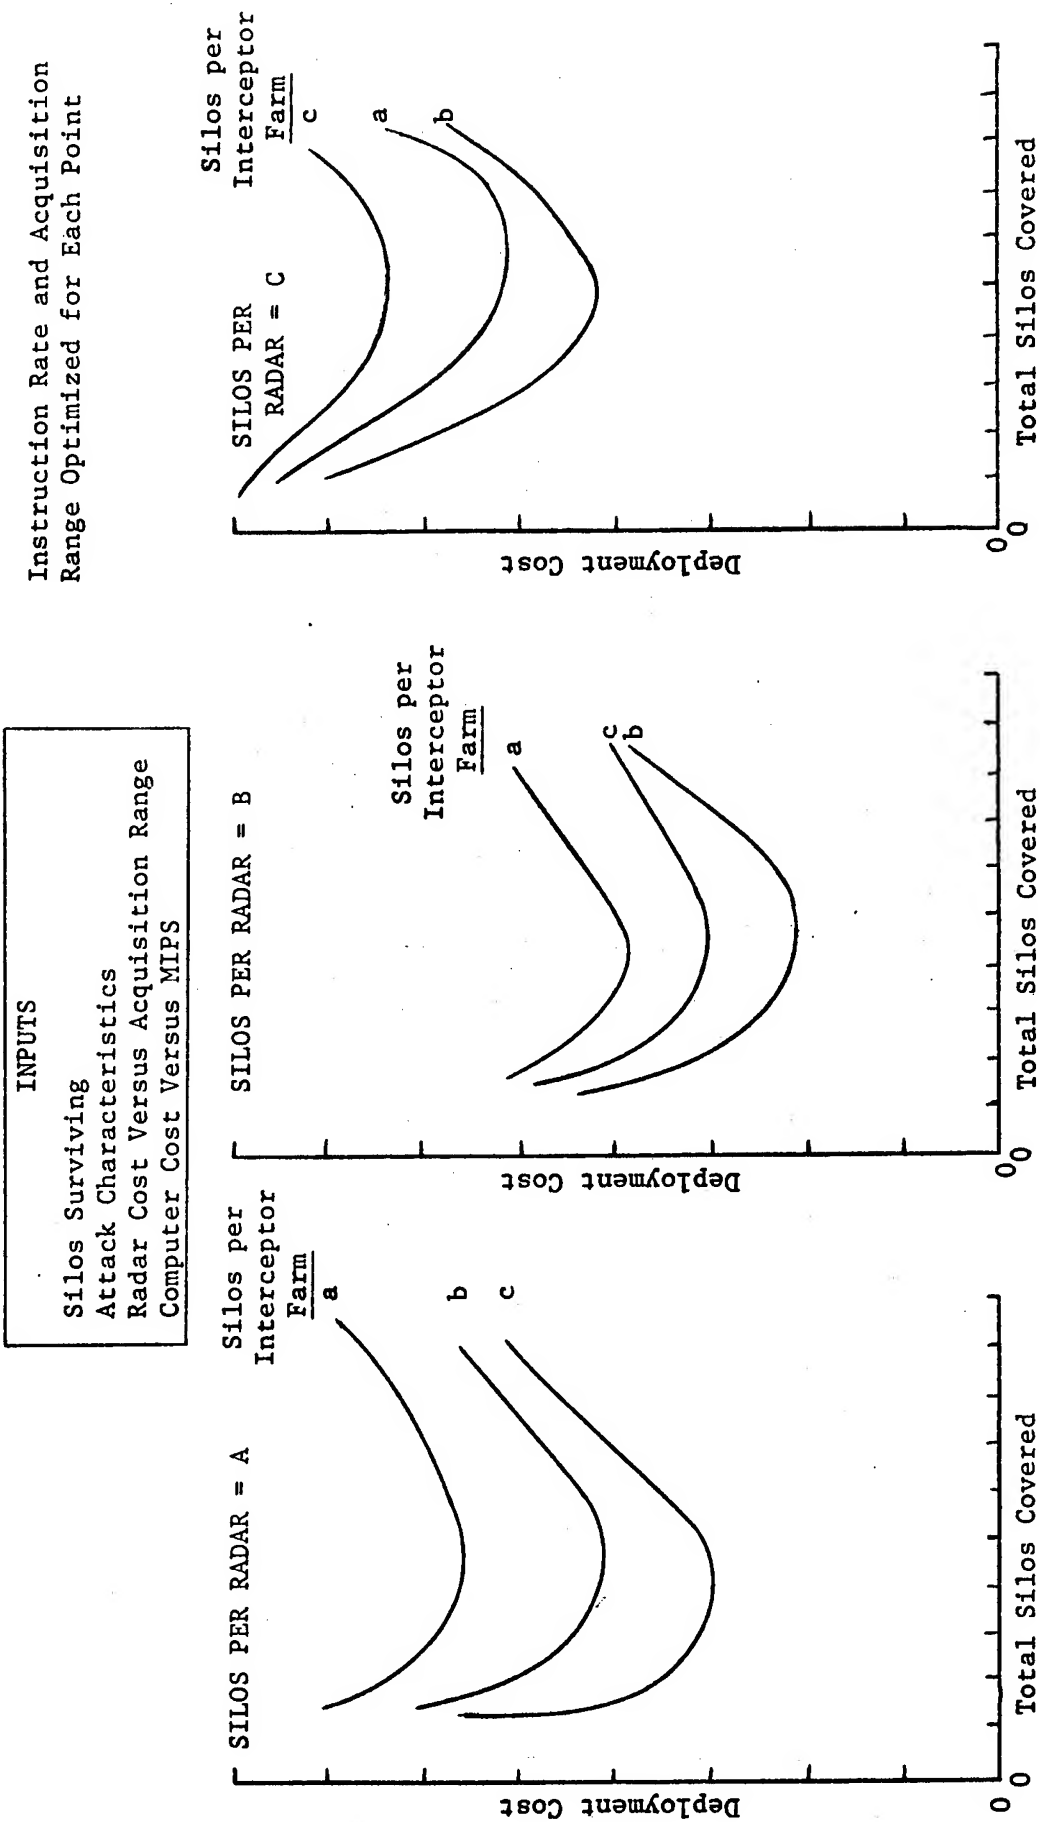 INPUTS
Silos Surviving
Attack Characteristics
Radar Cost Versus Acquisition Range
Computer Cost Versus MIPS
Instruction Rate and Acquisition
Range Optimized for Each Point
SILOS PER RADAR = A
Silos per
Interceptor
Farm
a
b
c
Deployment Cost
0
0
Total Silos Covered
SILOS PER RADAR = B
Silos per
Interceptor
Farm
a
c
b
Deployment Cost
0
0
Total Silos Covered
SILOS PER
RADAR = C
Silos per
Interceptor
Farm
c
a
b
Deployment Cost
0
0
Total Silos Covered